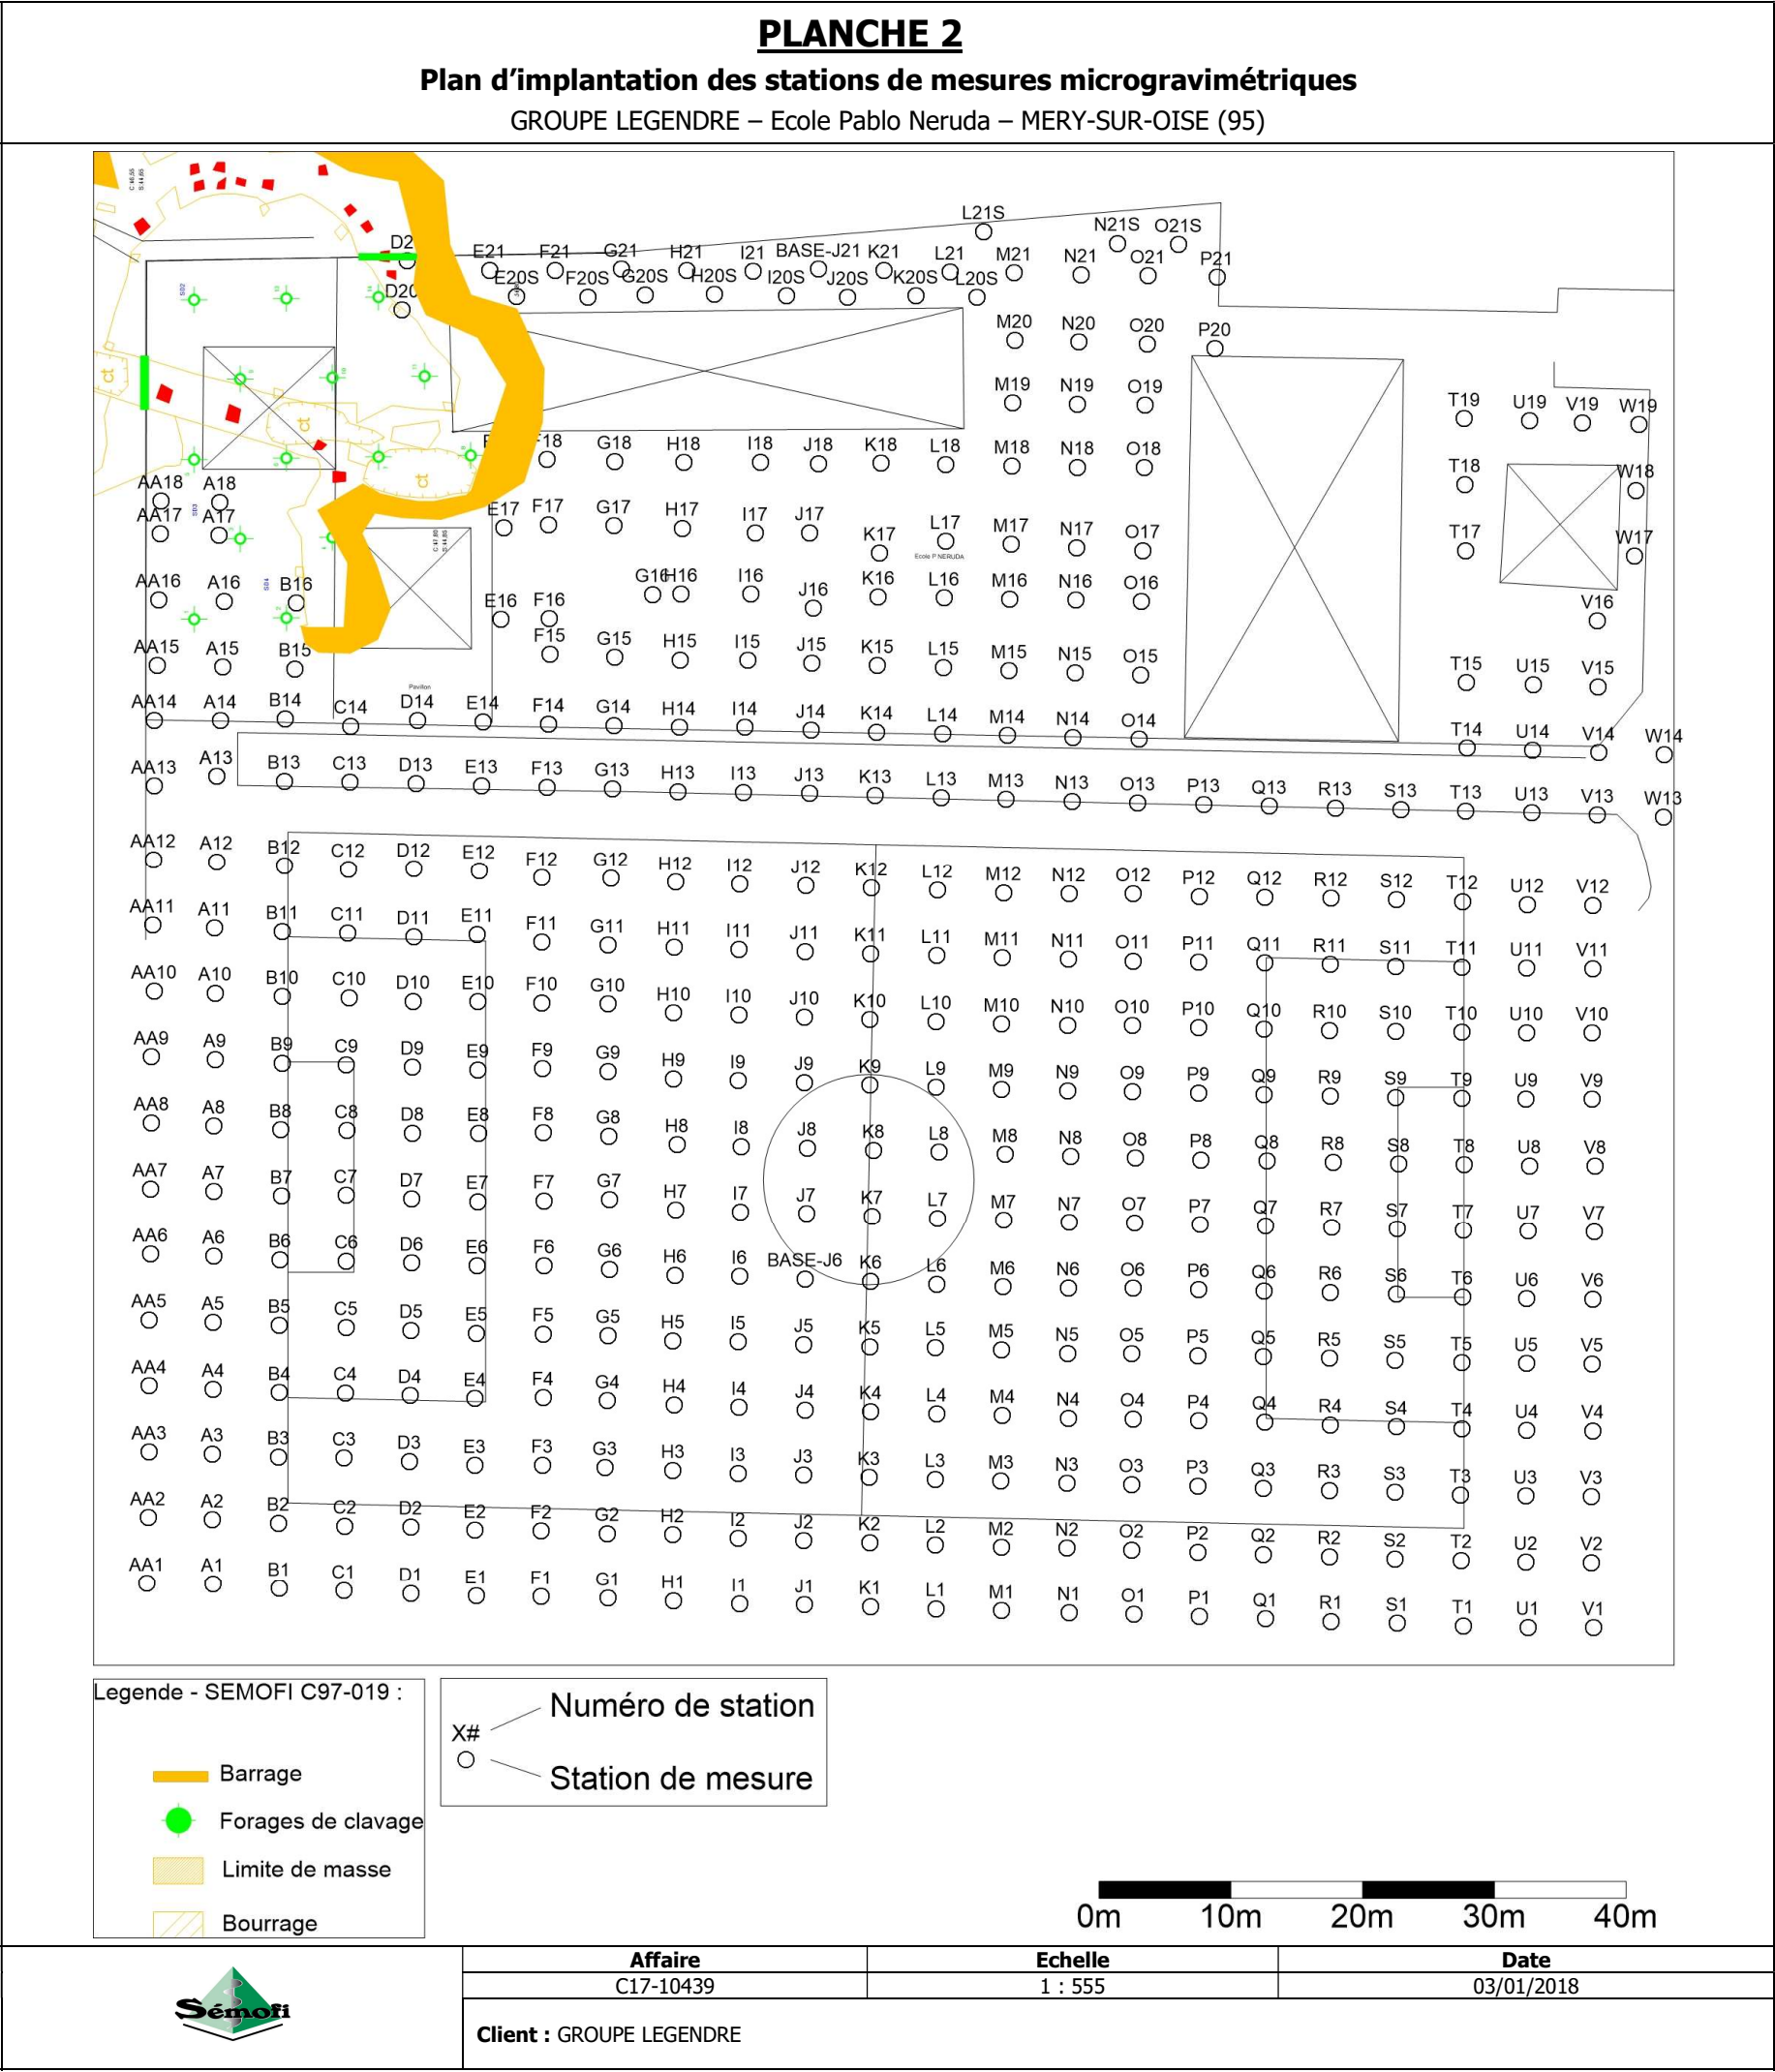 PLANCHE 2
Plan d’implantation des stations de mesures microgravimétriques
GROUPE LEGENDRE – Ecole Pablo Neruda – MERY-SUR-OISE (95)
L21S
N21S O21S
E21 F21 G21 H21 I21 BASE-J21 K21 L21 M21 N21 O21 P21
E20S F20S G20S H20S I20S J20S K20S L20S
D20
M20 N20 O20 P20
M19 N19 O19 T19 U19 V19 W19
ct
ct
ct
F18 G18 H18 I18 J18 K18 L18 M18 N18 O18 T18 W18
AA18 A18
AA17 A17 E17 F17 G17 H17 I17 J17 K17 L17 M17 N17 O17 T17 W17
Ecole P NERUDA
AA16 A16 B16 E16 F16 G16 H16 I16 J16 K16 L16 M16 N16 O16 V16
AA15 A15 B15 F15 G15 H15 I15 J15 K15 L15 M15 N15 O15 T15 U15 V15
Pavillon
AA14 A14 B14 C14 D14 E14 F14 G14 H14 I14 J14 K14 L14 M14 N14 O14 T14 U14 V14 W14
AA13 A13 B13 C13 D13 E13 F13 G13 H13 I13 J13 K13 L13 M13 N13 O13 P13 Q13 R13 S13 T13 U13 V13 W13
AA12 A12 B12 C12 D12 E12 F12 G12 H12 I12 J12 K12 L12 M12 N12 O12 P12 Q12 R12 S12 T12 U12 V12
AA11 A11 B11 C11 D11 E11 F11 G11 H11 I11 J11 K11 L11 M11 N11 O11 P11 Q11 R11 S11 T11 U11 V11
AA10 A10 B10 C10 D10 E10 F10 G10 H10 I10 J10 K10 L10 M10 N10 O10 P10 Q10 R10 S10 T10 U10 V10
AA9 A9 B9 C9 D9 E9 F9 G9 H9 I9 J9 K9 L9 M9 N9 O9 P9 Q9 R9 S9 T9 U9 V9
AA8 A8 B8 C8 D8 E8 F8 G8 H8 I8 J8 K8 L8 M8 N8 O8 P8 Q8 R8 S8 T8 U8 V8
AA7 A7 B7 C7 D7 E7 F7 G7 H7 I7 J7 K7 L7 M7 N7 O7 P7 Q7 R7 S7 T7 U7 V7
AA6 A6 B6 C6 D6 E6 F6 G6 H6 I6 BASE-J6 K6 L6 M6 N6 O6 P6 Q6 R6 S6 T6 U6 V6
AA5 A5 B5 C5 D5 E5 F5 G5 H5 I5 J5 K5 L5 M5 N5 O5 P5 Q5 R5 S5 T5 U5 V5
AA4 A4 B4 C4 D4 E4 F4 G4 H4 I4 J4 K4 L4 M4 N4 O4 P4 Q4 R4 S4 T4 U4 V4
AA3 A3 B3 C3 D3 E3 F3 G3 H3 I3 J3 K3 L3 M3 N3 O3 P3 Q3 R3 S3 T3 U3 V3
AA2 A2 B2 C2 D2 E2 F2 G2 H2 I2 J2 K2 L2 M2 N2 O2 P2 Q2 R2 S2 T2 U2 V2
AA1 A1 B1 C1 D1 E1 F1 G1 H1 I1 J1 K1 L1 M1 N1 O1 P1 Q1 R1 S1 T1 U1 V1
Legende - SEMOFI C97-019 :
Barrage
Forages de clavage
Limite de masse
Bourrage
X#
Numéro de station
Station de mesure
0m 10m 20m 30m 40m
Sémofi
Affaire Echelle Date
C17-10439 1 : 555 03/01/2018
Client : GROUPE LEGENDRE